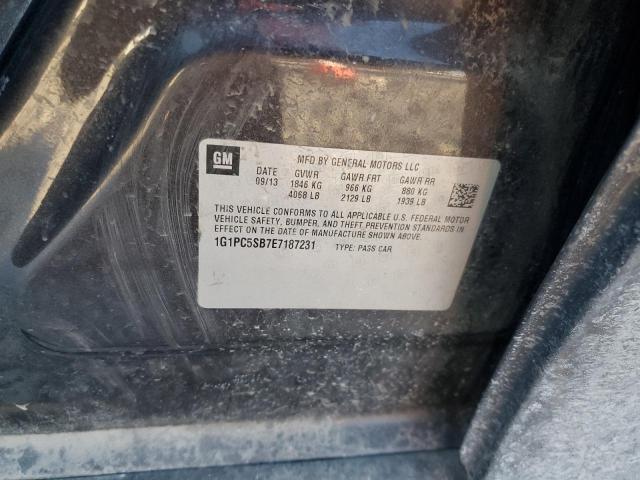 GM
MFD BY GENERAL MOTORS LLC
DATE GVWR GAWR FRT GAWR RR
09/13 1846 KG 966 KG 880 KG
4068 LB 2129 LB 1939 LB
THIS VEHICLE CONFORMS TO ALL APPLICABLE U.S. FEDERAL MOTOR
VEHICLE SAFETY, BUMPER, AND THEFT PREVENTION STANDARDS IN
EFFECT ON THE DATE OF MANUFACTURE SHOWN ABOVE.
1G1PC5SB7E7187231 TYPE: PASS CAR